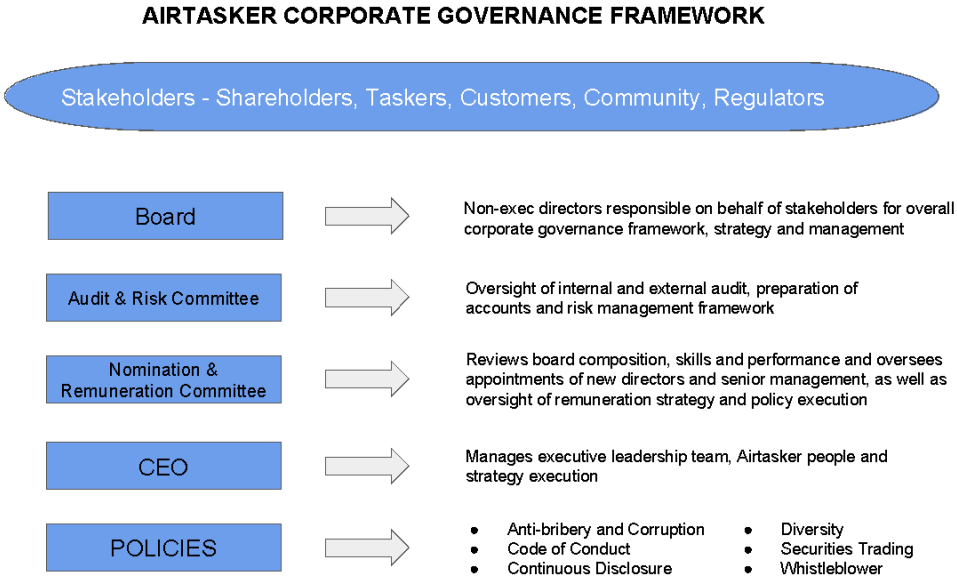 AIRTASKER CORPORATE GOVERNANCE FRAMEWORK
Stakeholders - Shareholders, Taskers, Customers, Community, Regulators
Board
Non-exec directors responsible on behalf of stakeholders for overall
corporate governance framework, strategy and management
Audit & Risk Committee
Oversight of internal and external audit, preparation of
accounts and risk management framework
Nomination &
Remuneration Committee
Reviews board composition, skills and performance and oversees
appointments of new directors and senior management, as well as
oversight of remuneration strategy and policy execution
CEO
Manages executive leadership team, Airtasker people and
strategy execution
POLICIES
● Anti-bribery and Corruption
● Code of Conduct
● Continuous Disclosure
● Diversity
● Securities Trading
● Whistleblower